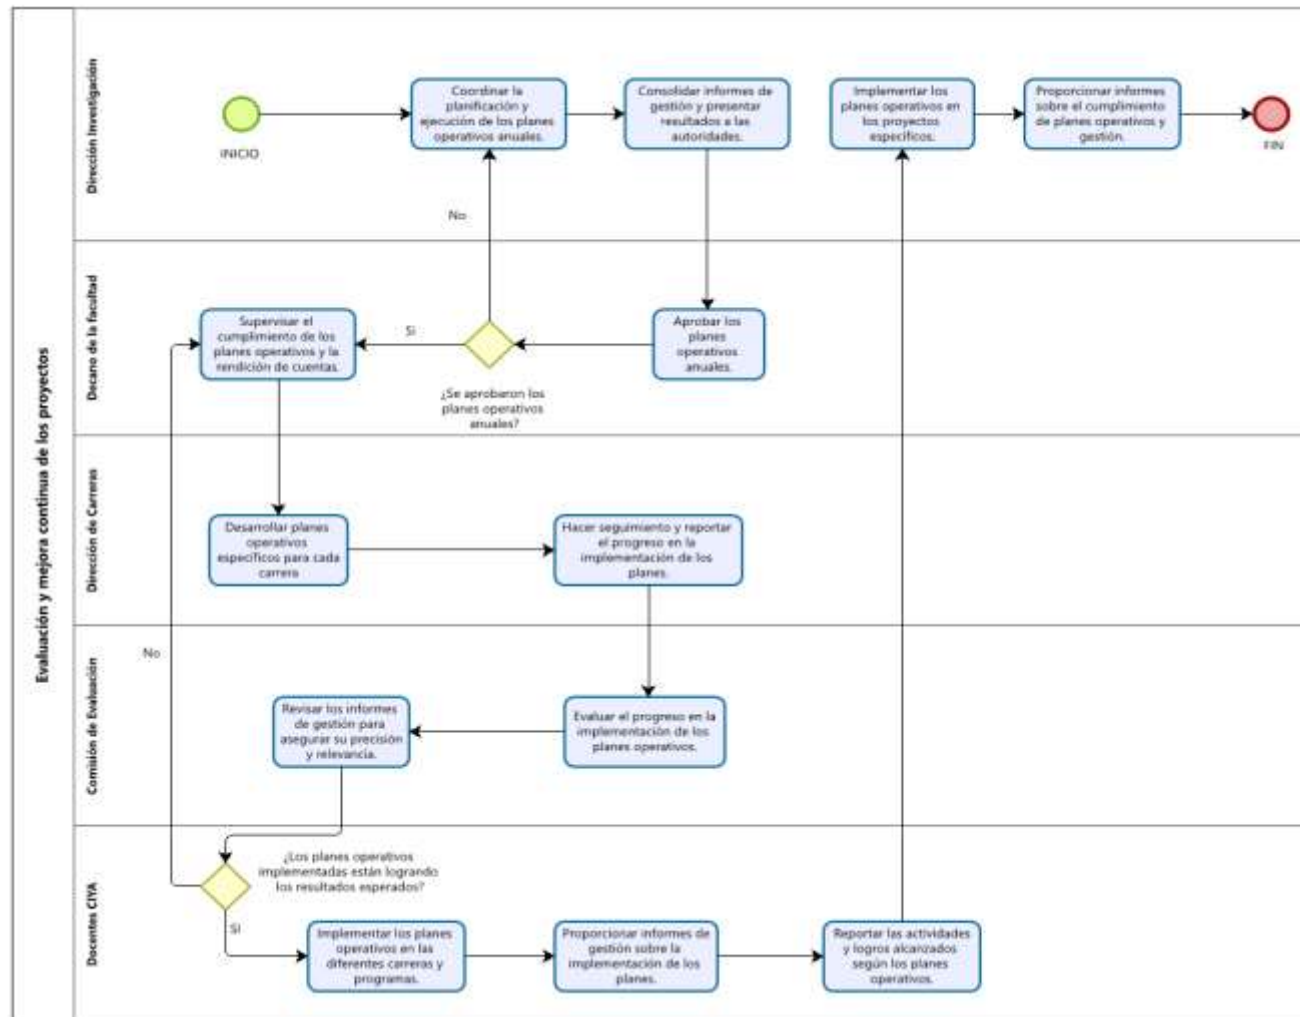 Evaluación y mejora continua de los proyectos
Dirección Investigación
INICIO
Coordinar la
planificación y
ejecución de los planes
operativos anuales.
Consolidar informes de
gestión y presentar
resultados a las
autoridades.
Implementar los
planes operativos en
los proyectos
específicos.
Proporcionar informes
sobre el cumplimiento
de planes operativos y
gestión.
FIN
No
Decano de la facultad
Supervisar el
cumplimiento de los
planes operativos y la
rendición de cuentas.
Si
¿Se aprobaron los
planes operativos
anuales?
Aprobar los
planes
operativos
anuales.
Dirección de Carreras
Desarrollar planes
operativos
específicos para cada
carrera
Hacer seguimiento y reportar
el progreso en la
implementación de los
planes.
Comisión de Evaluación
No
Revisar los informes
de gestión para
asegurar su precisión
y relevancia.
Evaluar el progreso en la
implementación de los
planes operativos.
Docentes CIYA
¿Los planes operativos
implementadas están logrando
los resultados esperados?
Si
Implementar los planes
operativos en las
diferentes carreras y
programas.
Proporcionar informes de
gestión sobre la
implementación de los
planes.
Reportar las actividades
y logros alcanzados
según los planes
operativos.